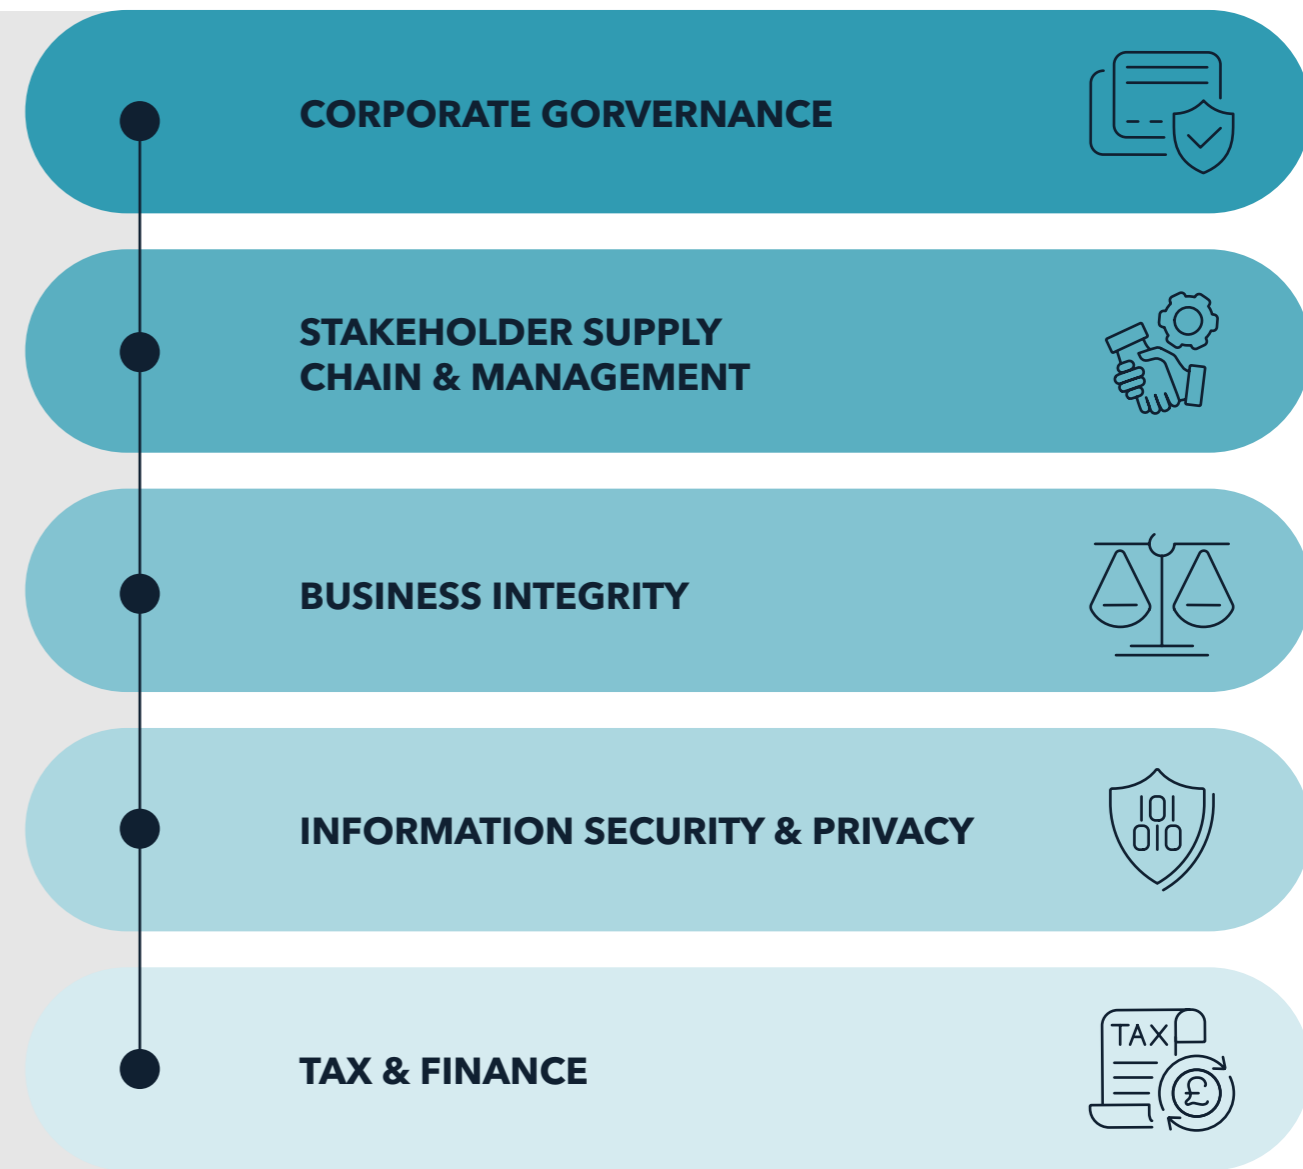 CORPORATE GORVERNANCE
STAKEHOLDER SUPPLY
CHAIN & MANAGEMENT
BUSINESS INTEGRITY
101
010
INFORMATION SECURITY & PRIVACY
TAX
£
TAX & FINANCE